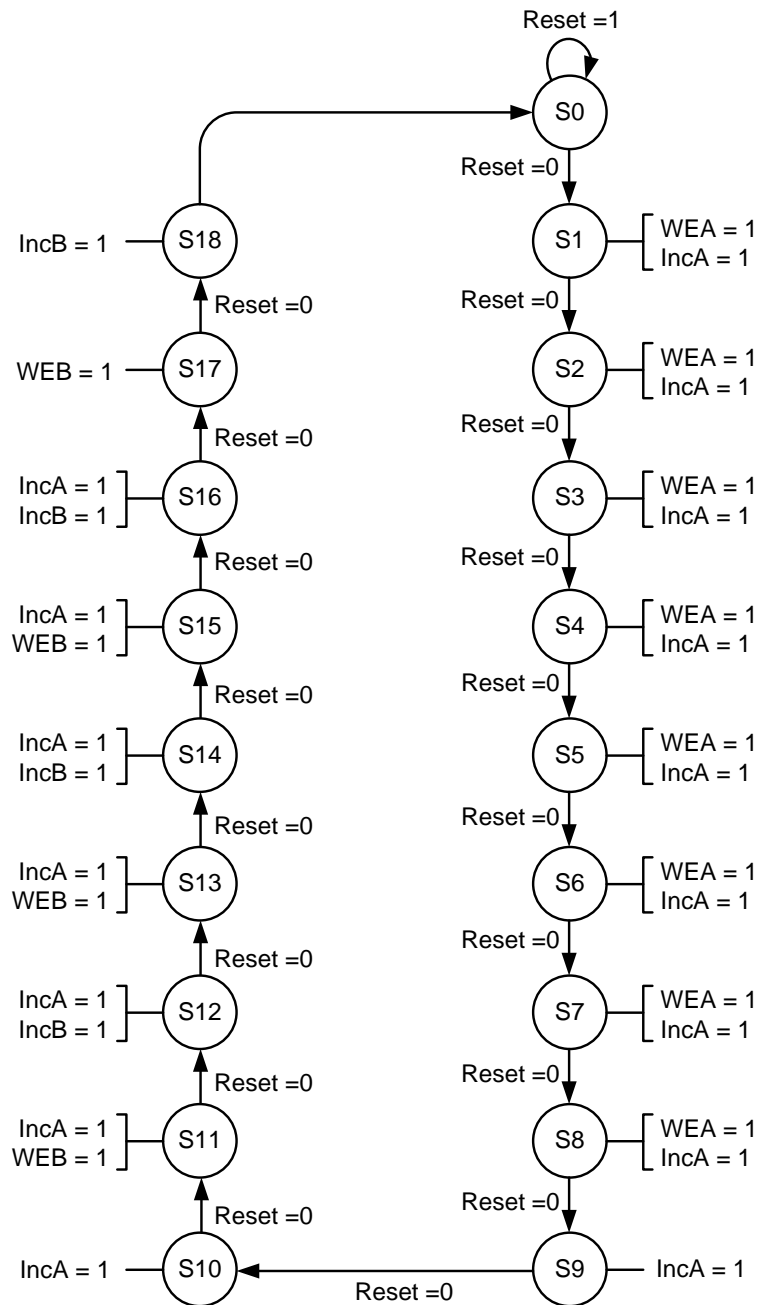 Reset =1
S0
Reset =0
IncB = 1
S18
S1
WEA = 1
IncA = 1
Reset =0
Reset =0
WEB = 1
S17
S2
WEA = 1
IncA = 1
Reset =0
Reset =0
IncA = 1
IncB = 1
S16
S3
WEA = 1
IncA = 1
Reset =0
Reset =0
IncA = 1
WEB = 1
S15
S4
WEA = 1
IncA = 1
Reset =0
Reset =0
IncA = 1
IncB = 1
S14
S5
WEA = 1
IncA = 1
Reset =0
Reset =0
IncA = 1
WEB = 1
S13
S6
WEA = 1
IncA = 1
Reset =0
Reset =0
IncA = 1
IncB = 1
S12
S7
WEA = 1
IncA = 1
Reset =0
Reset =0
IncA = 1
WEB = 1
S11
S8
WEA = 1
IncA = 1
Reset =0
Reset =0
IncA = 1
S10
S9
IncA = 1
Reset =0